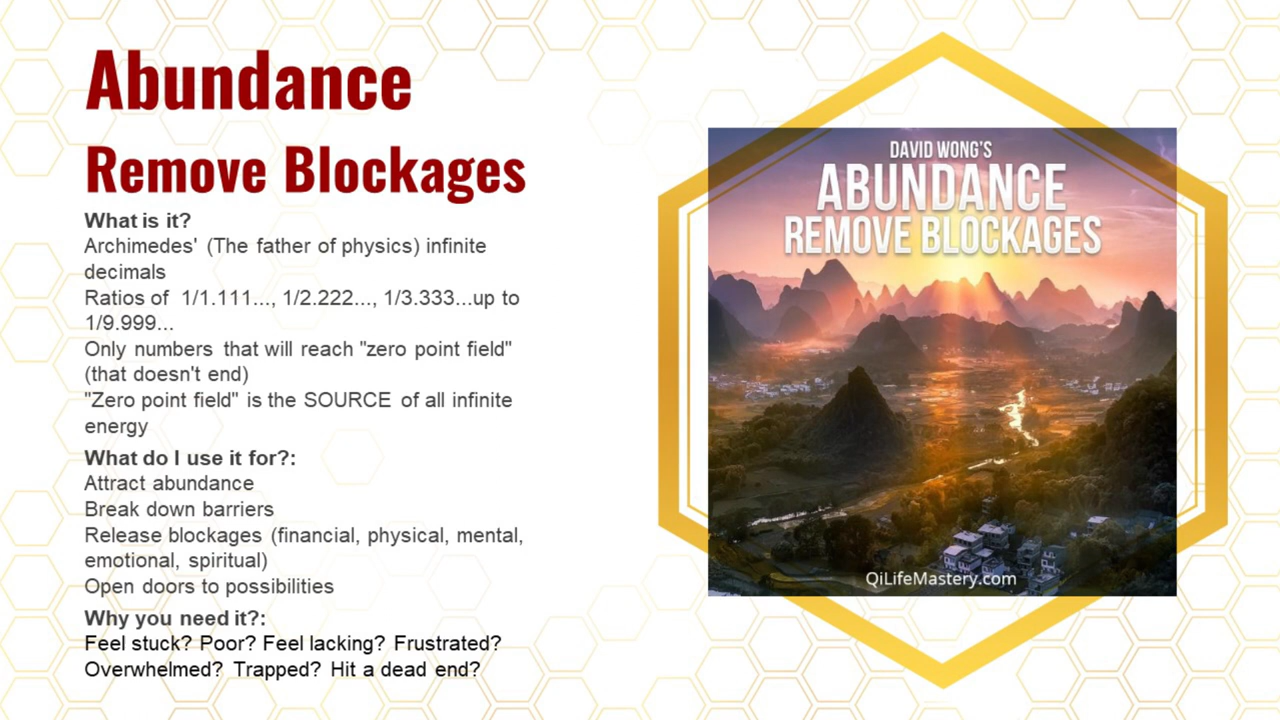 Abundance
Remove Blockages
What is it?
Archimedes' (The father of physics) infinite
decimals
Ratios of 1/1.111..., 1/2.222..., 1/3.333...up to
1/9.999...
Only numbers that will reach "zero point field"
(that doesn't end)
"Zero point field" is the SOURCE of all infinite
energy
What do I use it for?:
Attract abundance
Break down barriers
Release blockages (financial, physical, mental,
emotional, spiritual)
Open doors to possibilities
Why you need it?:
Feel stuck? Poor? Feel lacking? Frustrated?
Overwhelmed? Trapped? Hit a dead end?
DAVID WONG'S
ABUNDANCE
REMOVE BLOCKAGES
QiLifeMastery.com